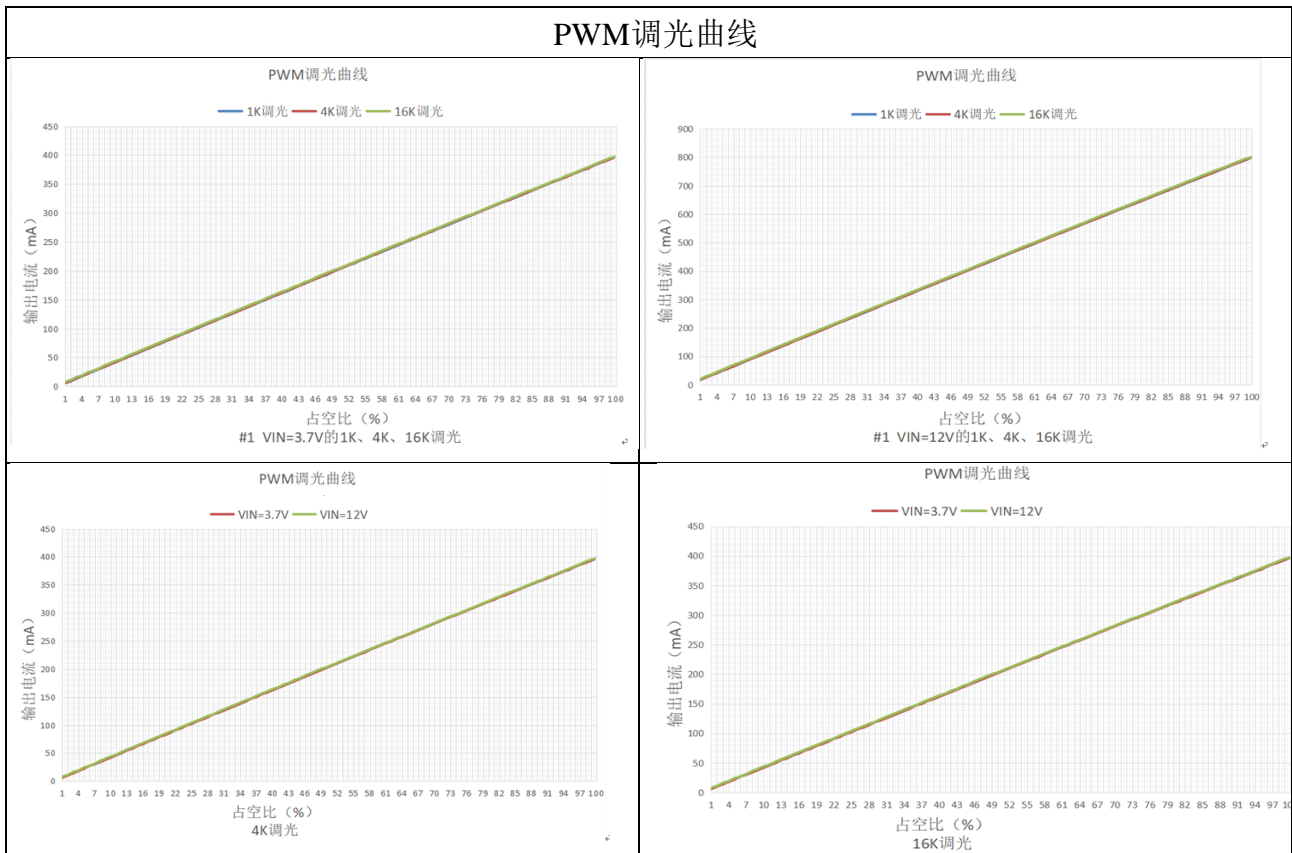 PWM调光曲线
PWM调光曲线
1K调光 4K调光 16K调光
450
400
350
300
250
200
150
100
50
0
输出电流（mA）
1 4 7 10 13 16 19 22 25 28 31 34 37 40 43 46 49 52 55 58 61 64 67 70 73 76 79 82 85 88 91 94 97 100
占空比（%）
#1 VIN=3.7V的1K、4K、16K调光
PWM调光曲线
1K调光 4K调光 16K调光
900
800
700
600
500
400
300
200
100
0
输出电流（mA）
1 4 7 10 13 16 19 22 25 28 31 34 37 40 43 46 49 52 55 58 61 64 67 70 73 76 79 82 85 88 91 94 97 100
占空比（%）
#1 VIN=12V的1K、4K、16K调光
PWM调光曲线
VIN=3.7V VIN=12V
450
400
350
300
250
200
150
100
50
0
输出电流（mA）
1 4 7 10 13 16 19 22 25 28 31 34 37 40 43 46 49 52 55 58 61 64 67 70 73 76 79 82 85 88 91 94 97 100
占空比（%）
4K调光
PWM调光曲线
VIN=3.7V VIN=12V
450
400
350
300
250
200
150
100
50
0
输出电流（mA）
1 4 7 10 13 16 19 22 25 28 31 34 37 40 43 46 49 52 55 58 61 64 67 70 73 76 79 82 85 88 91 94 97 10
占空比（%）
16K调光